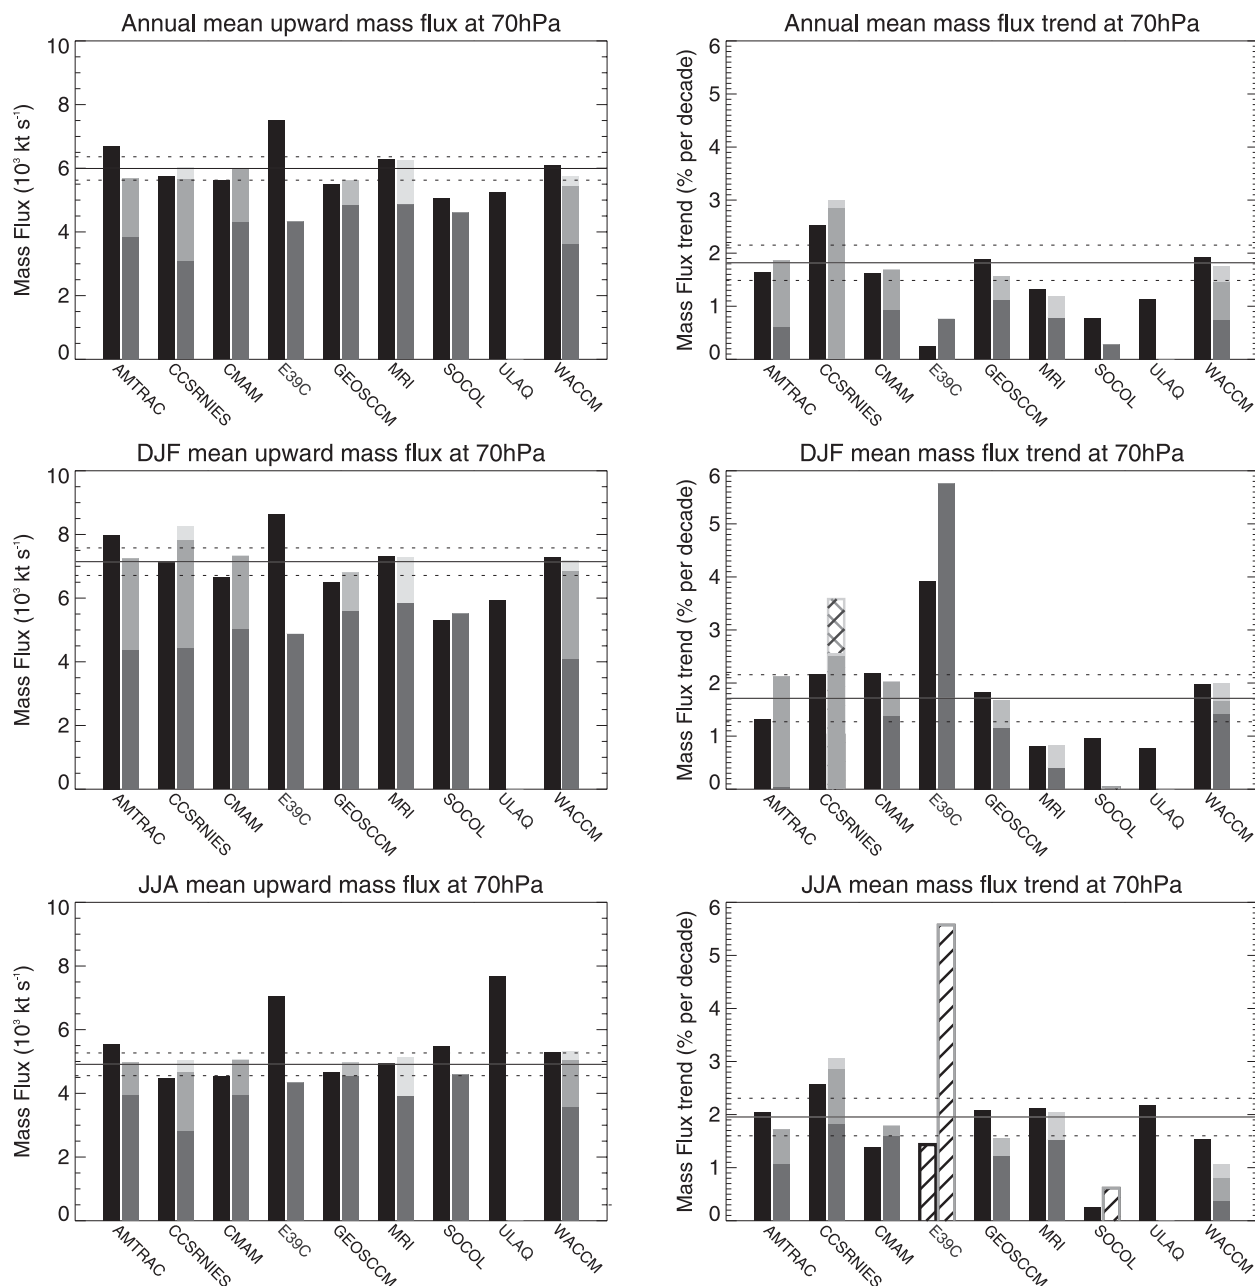 Annual mean upward mass flux at 70hPa
10
8
6
4
2
0
Mass Flux (10³ kt s⁻¹)
AMTRAC
CCSRNIES
CMAM
E39C
GEOSCCM
MRI
SOCOL
ULAQ
WACCM
Annual mean mass flux trend at 70hPa
6
5
4
3
2
1
0
Mass Flux trend (% per decade)
AMTRAC
CCSRNIES
CMAM
E39C
GEOSCCM
MRI
SOCOL
ULAQ
WACCM
DJF mean upward mass flux at 70hPa
10
8
6
4
2
0
Mass Flux (10³ kt s⁻¹)
AMTRAC
CCSRNIES
CMAM
E39C
GEOSCCM
MRI
SOCOL
ULAQ
WACCM
DJF mean mass flux trend at 70hPa
6
5
4
3
2
1
0
Mass Flux trend (% per decade)
AMTRAC
CCSRNIES
CMAM
E39C
GEOSCCM
MRI
SOCOL
ULAQ
WACCM
JJA mean upward mass flux at 70hPa
10
8
6
4
2
0
Mass Flux (10³ kt s⁻¹)
AMTRAC
CCSRNIES
CMAM
E39C
GEOSCCM
MRI
SOCOL
ULAQ
WACCM
JJA mean mass flux trend at 70hPa
6
5
4
3
2
1
0
Mass Flux trend (% per decade)
AMTRAC
CCSRNIES
CMAM
E39C
GEOSCCM
MRI
SOCOL
ULAQ
WACCM